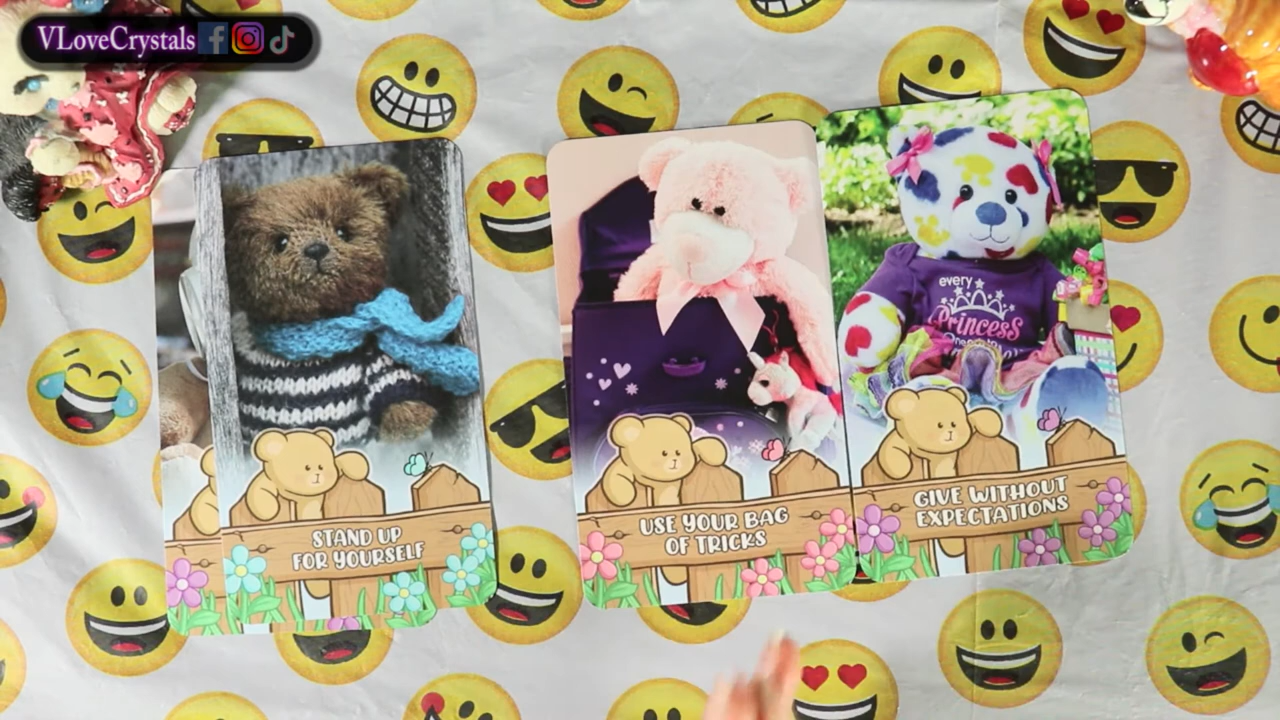 VLoveCrystals
STAND UP
FOR YOURSELF
USE YOUR BAG
OF TRICKS
every
Princess
GIVE WITHOUT
EXPECTATIONS